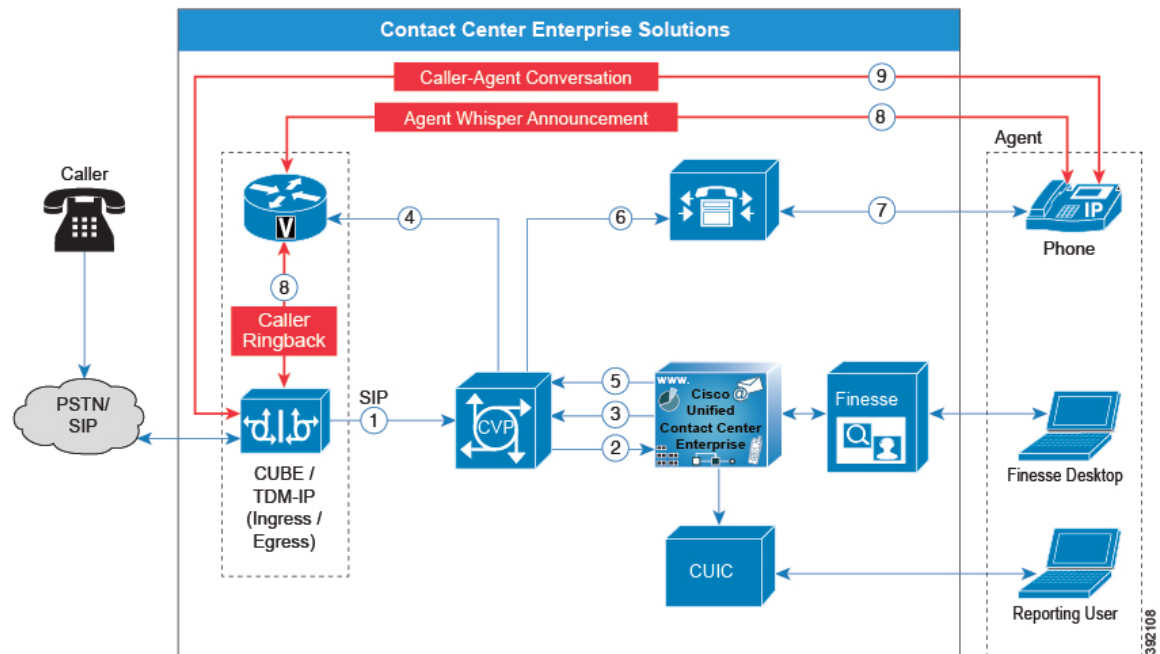 Contact Center Enterprise Solutions
Caller-Agent Conversation
9
Agent Whisper Announcement
8
Agent
Caller
V
4
6
7
IP
Phone
8
Caller
Ringback
PSTN/
SIP
SIP
1
CVP
5
3
2
www.
@
Cisco
Unified
Contact Center
Enterprise
Finesse
Finesse Desktop
CUBE /
TDM-IP
(Ingress /
Egress)
CUIC
Reporting User
392108